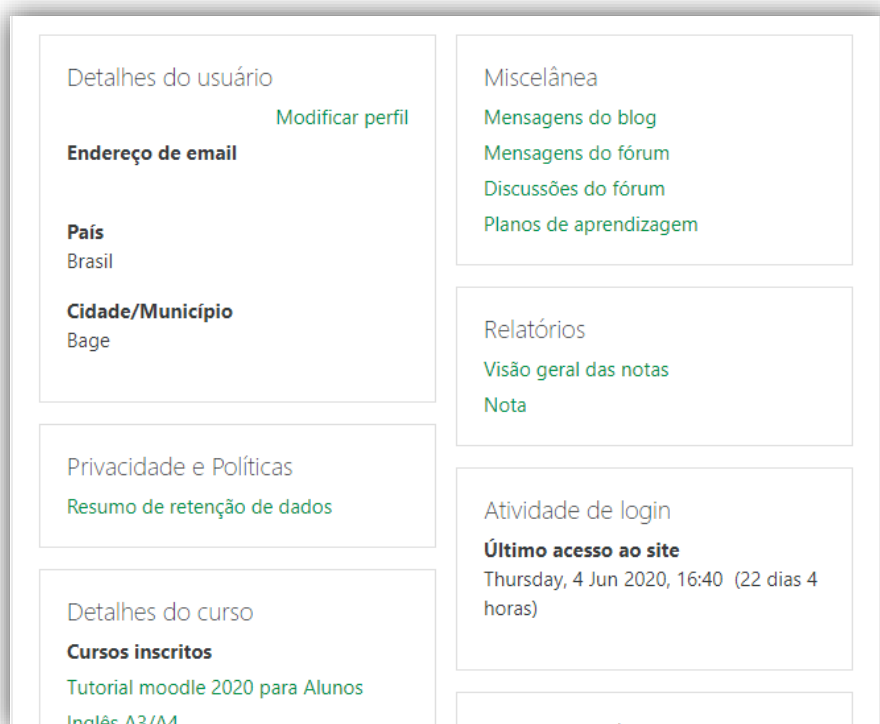 Detalhes do usuário
Modificar perfil
Endereço de email
País
Brasil
Cidade/Município
Bage
Privacidade e Políticas
Resumo de retenção de dados
Detalhes do curso
Cursos inscritos
Tutorial moodle 2020 para Alunos
Inglês A3/A4
Miscelânea
Mensagens do blog
Mensagens do fórum
Discussões do fórum
Planos de aprendizagem
Relatórios
Visão geral das notas
Nota
Atividade de login
Último acesso ao site
Thursday, 4 Jun 2020, 16:40 (22 dias 4
horas)